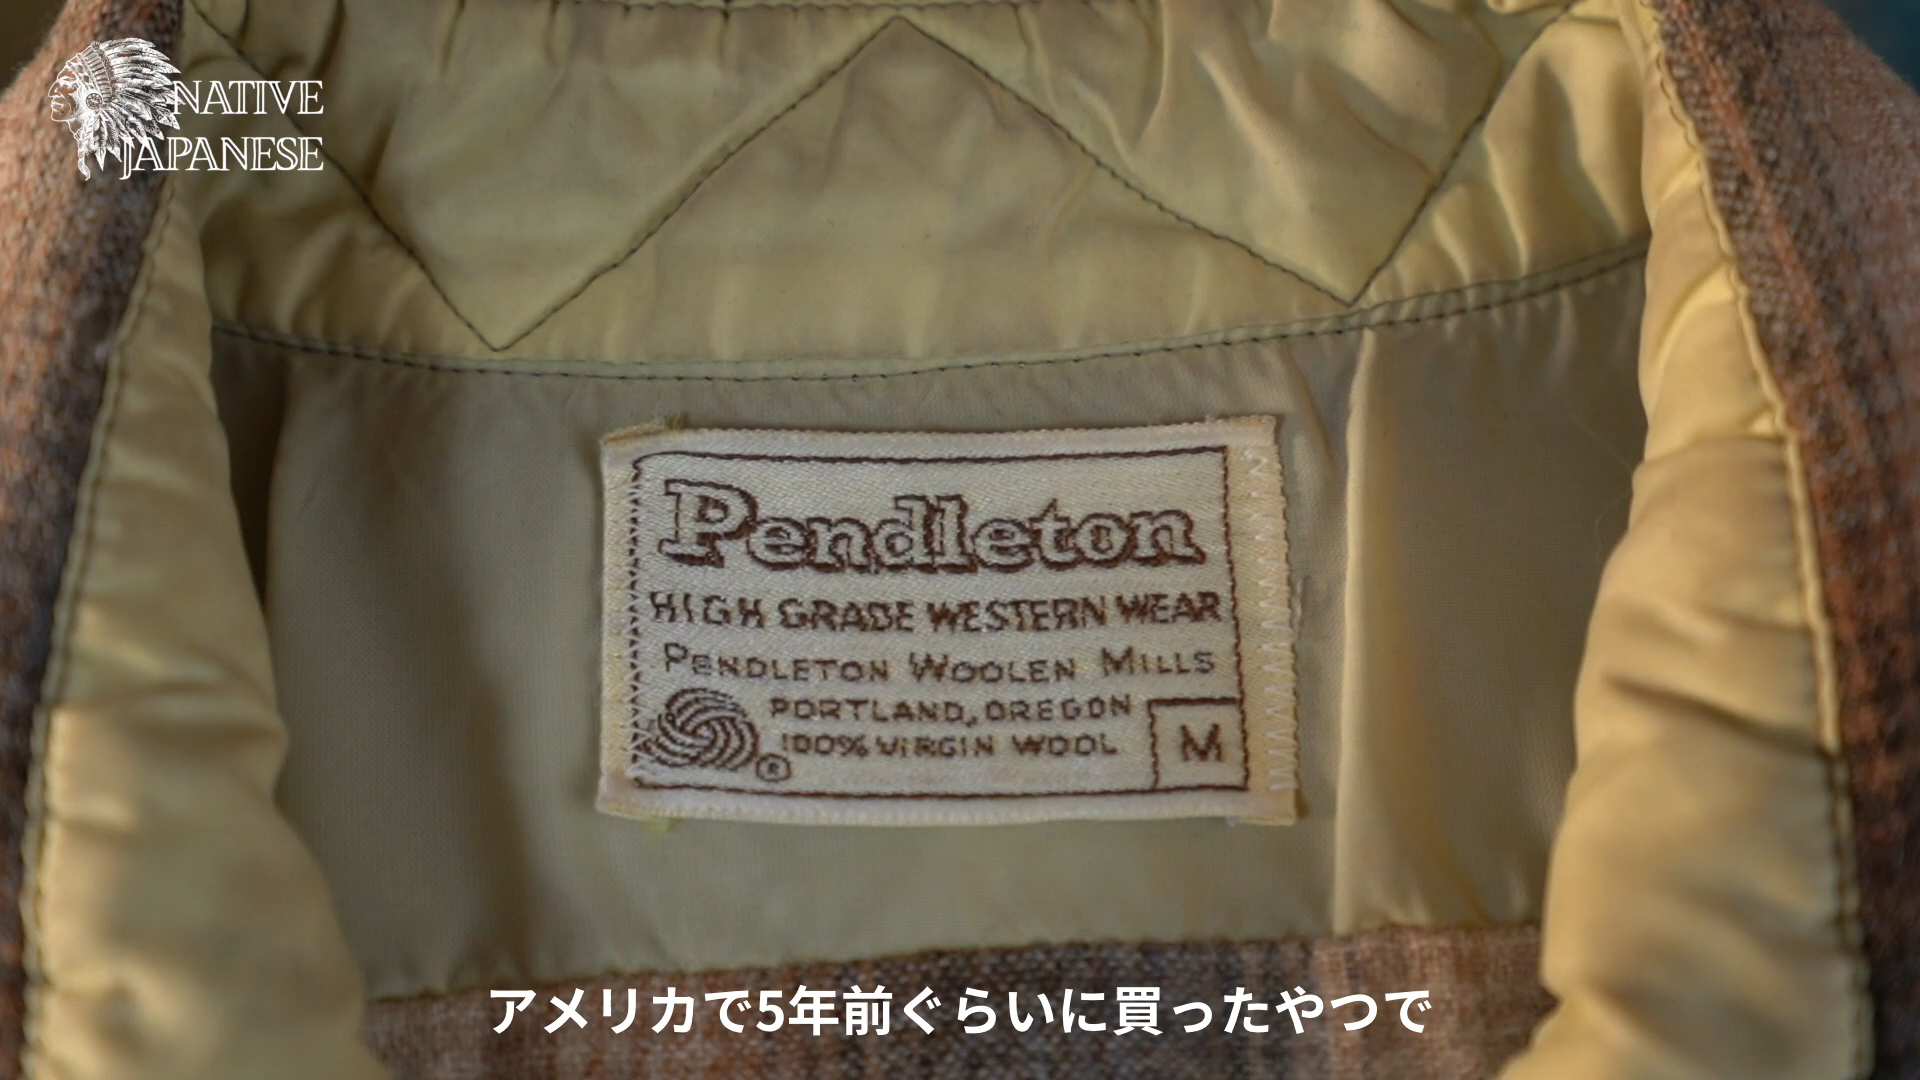 NATIVE
JAPANESE
Pendleton
HIGH GRADE WESTERN WEAR
PENDLETON WOOLEN MILLS
PORTLAND, OREGON
100% VIRGIN WOOL
M
®
アメリカで5年前ぐらいに買ったやつで